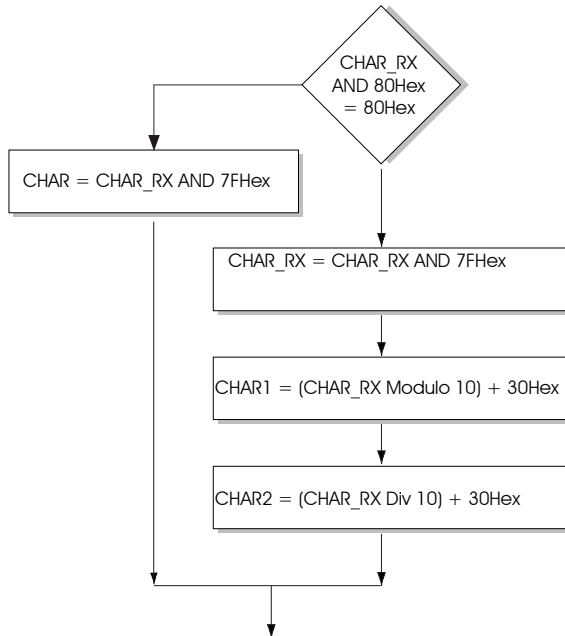 CHAR_RX
AND 80Hex
= 80Hex
CHAR = CHAR_RX AND 7FHex
CHAR_RX = CHAR_RX AND 7FHex
CHAR1 = (CHAR_RX Modulo 10) + 30Hex
CHAR2 = (CHAR_RX Div 10) + 30Hex